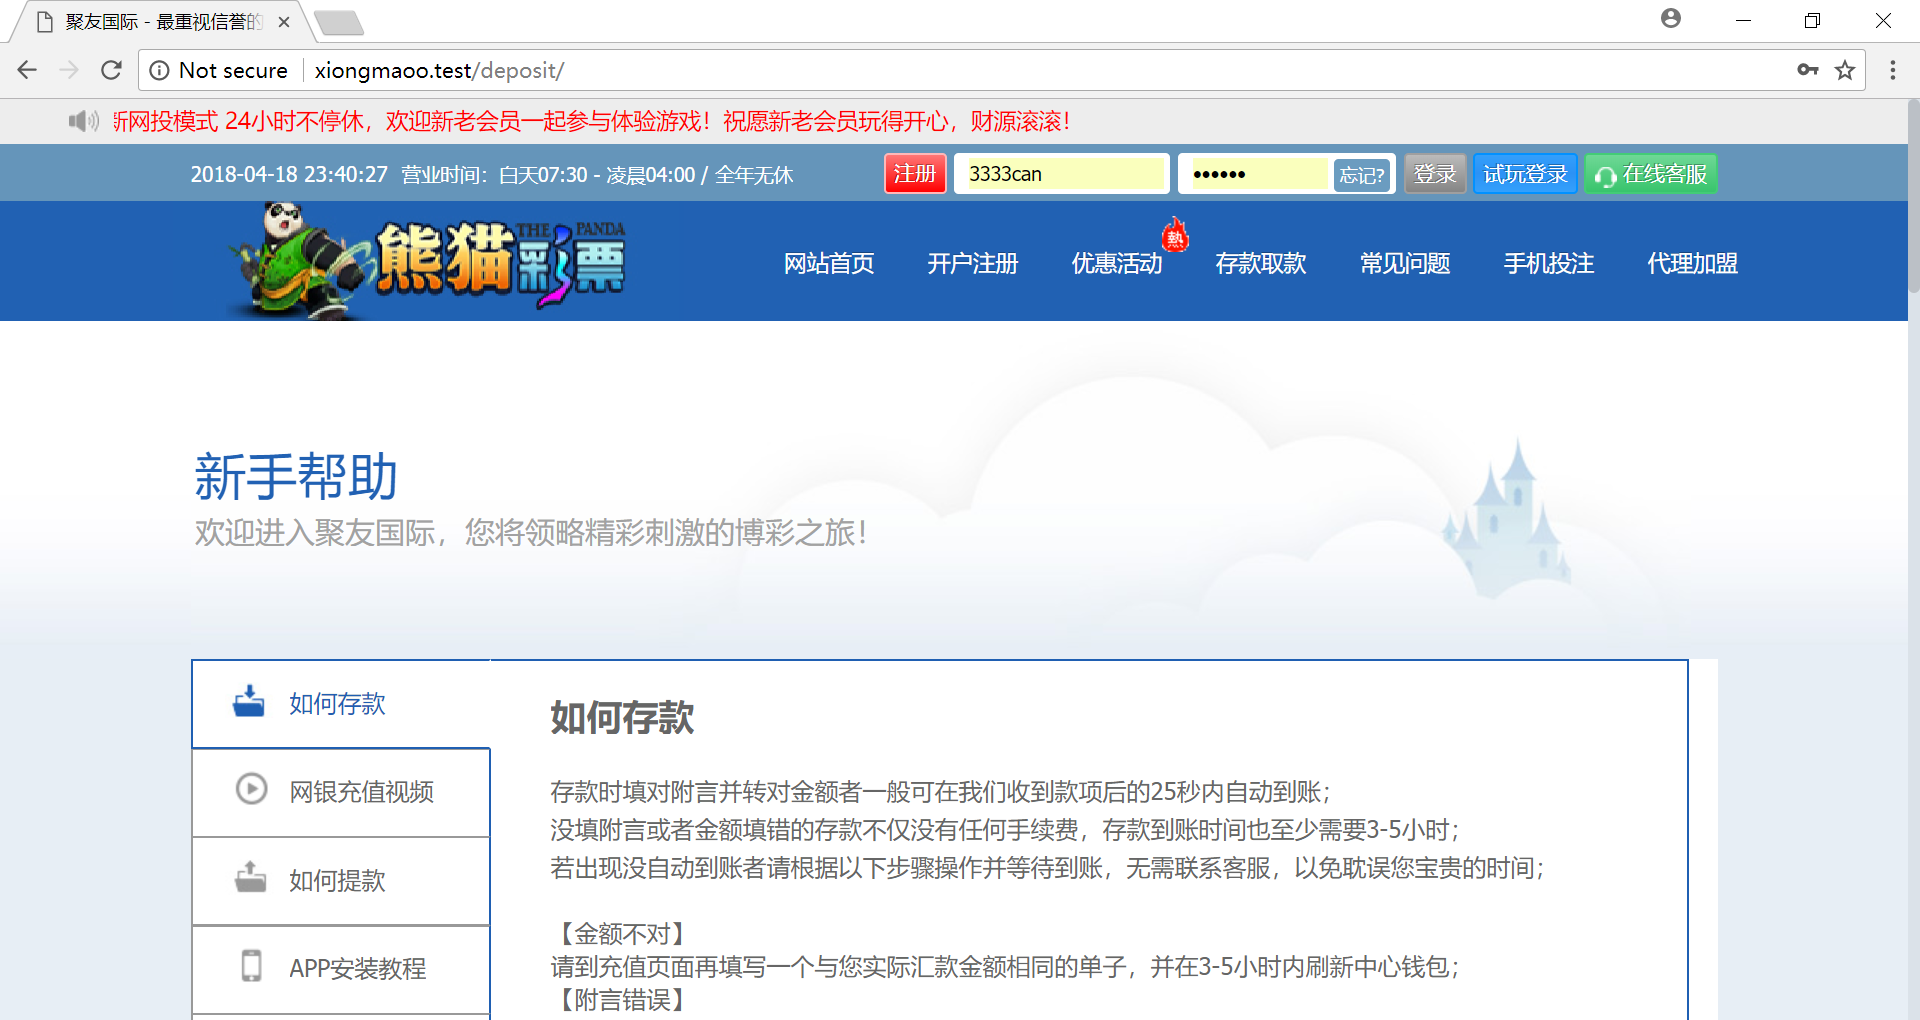 聚友国际 - 最重视信誉的
Not secure
xiongmaoo.test/deposit/
新网投模式 24小时不停休，欢迎新老会员一起参与体验游戏！祝愿新老会员玩得开心，财源滚滚！
2018-04-18 23:40:27 营业时间：白天07:30 - 凌晨04:00 / 全年无休
注册
3333can
••••••
忘记?
登录
试玩登录
在线客服
THE PANDA
熊猫彩票
网站首页
开户注册
优惠活动
熱
存款取款
常见问题
手机投注
代理加盟
新手帮助
欢迎进入聚友国际，您将领略精彩刺激的博彩之旅！
如何存款
网银充值视频
如何提款
APP安装教程
如何存款
存款时填对附言并转对金额者一般可在我们收到款项后的25秒内自动到账；
没填附言或者金额填错的存款不仅没有任何手续费，存款到账时间也至少需要3-5小时；
若出现没自动到账者请根据以下步骤操作并等待到账，无需联系客服，以免耽误您宝贵的时间；
【金额不对】
请到充值页面再填写一个与您实际汇款金额相同的单子，并在3-5小时内刷新中心钱包；
【附言错误】